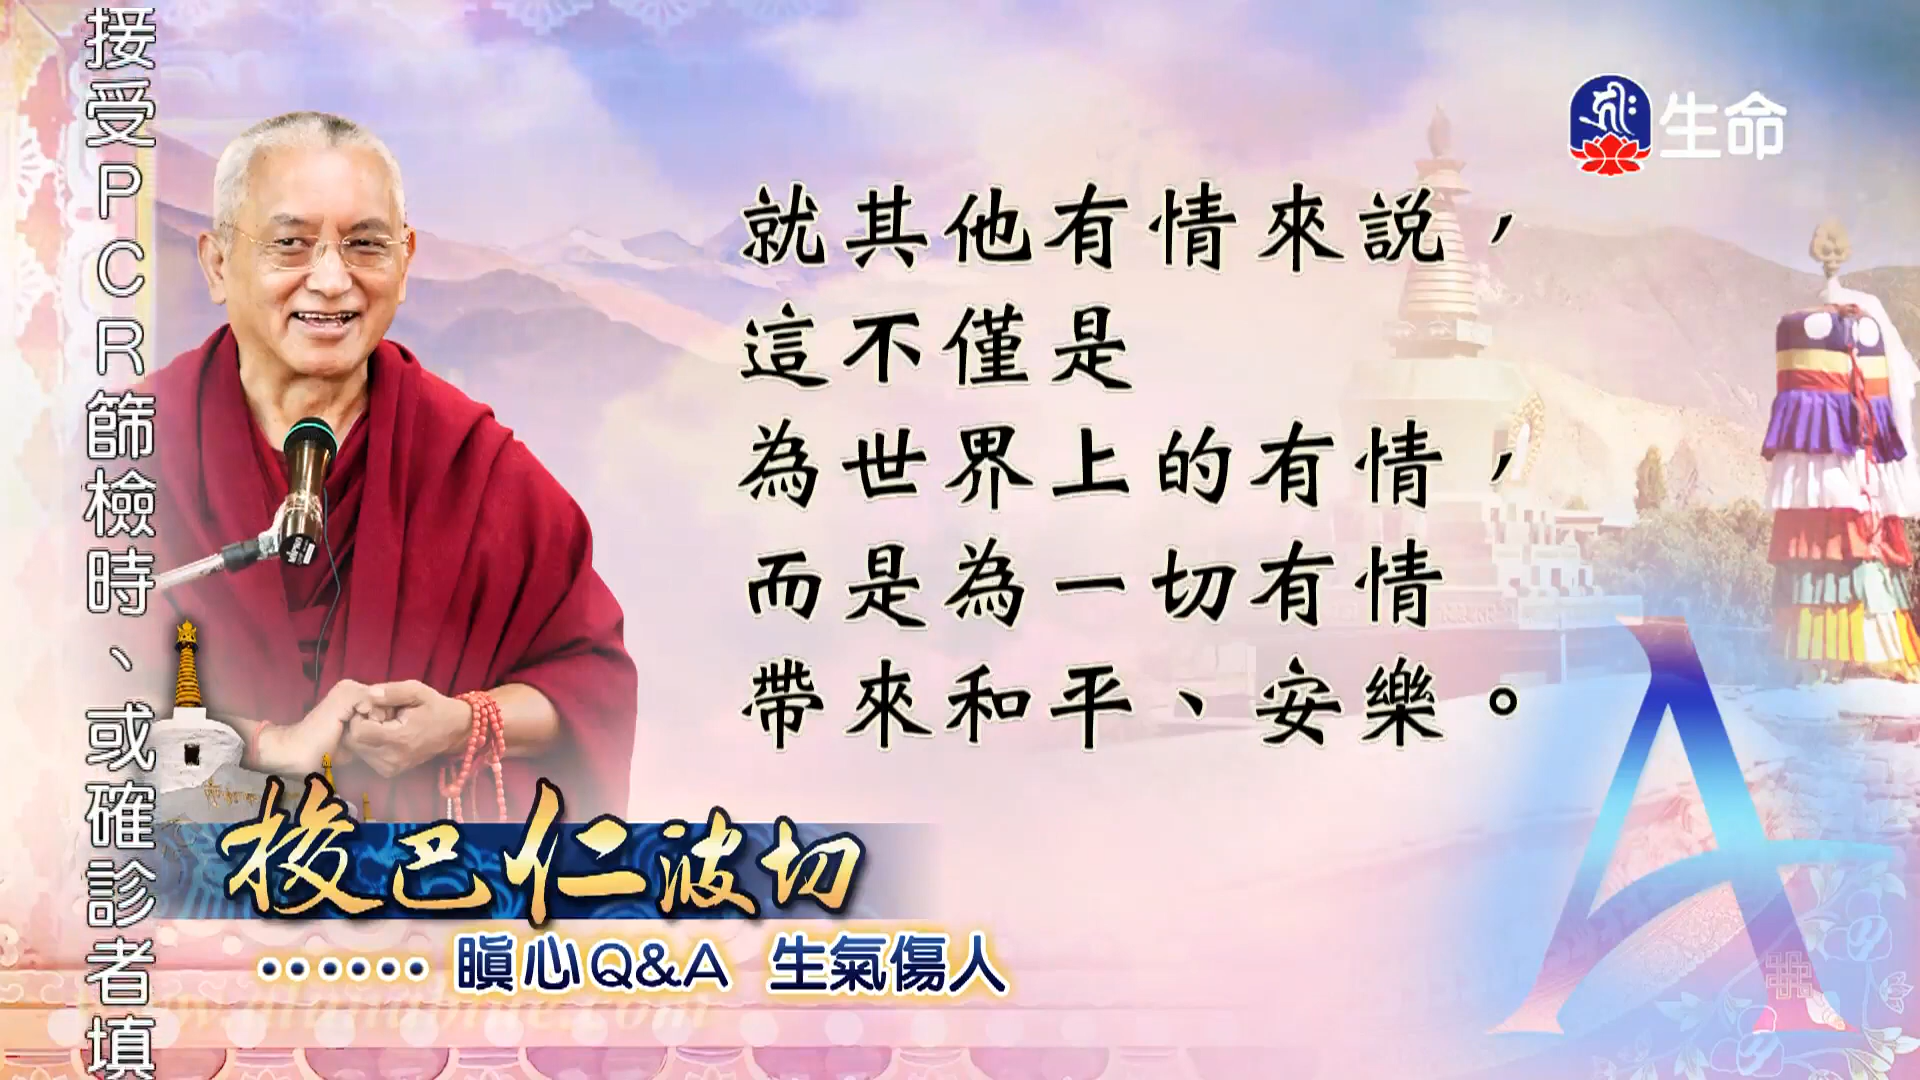 接受PCR篩檢時、或確診者填
生命
就其他有情來說，
這不僅是
為世界上的有情，
而是為一切有情
帶來和平、安樂。
梭巴仁波切
……瞋心Q&A 生氣傷人
A